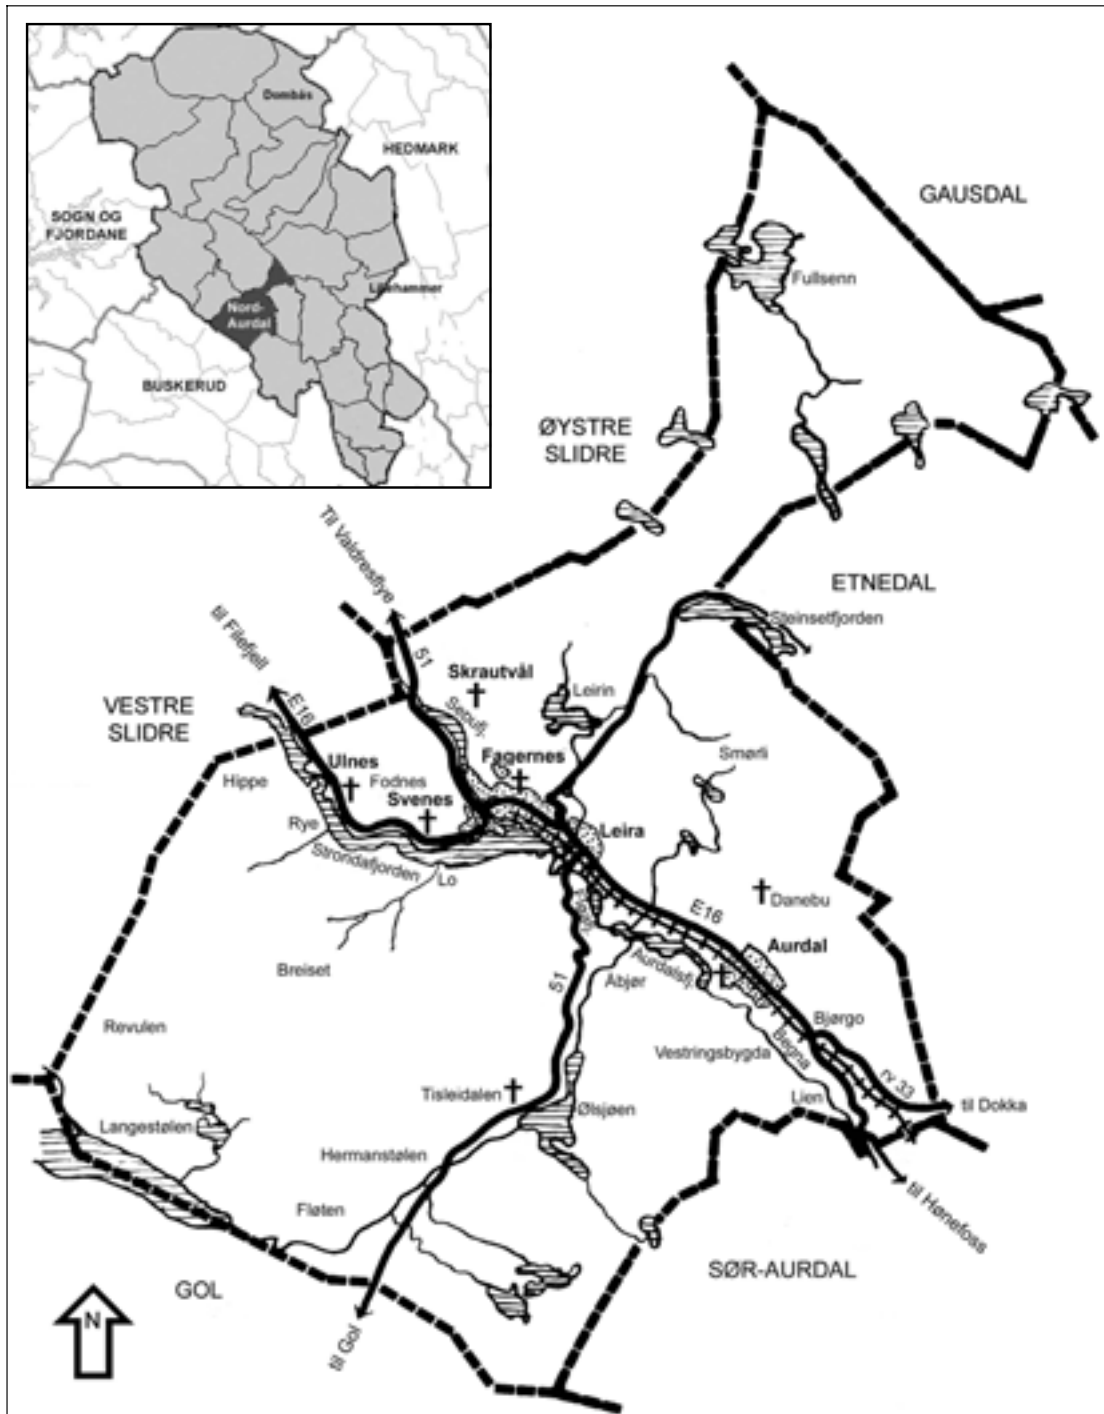 Dombås
HEDMARK
SOGN OG
FJORDANE
Lillehammer
Nord-
Aurdal
BUSKERUD
GAUSDAL
Fullsenn
ØYSTRE
SLIDRE
Til Valdresflye
ETNEDAL
Steinsetfjorden
til Filefjell
51
Skrautvål
E16
Leirin
VESTRE
SLIDRE
Sebufj.
Smørli
Ulnes
Fagernes
Hippe
Fodnes
Svenes
Rye
Leira
Strondafjorden
Lo
Danebu
E16
Aurdal
Aurdalsfj.
Breiset
Åbjør
51
Revulen
Bjørgo
Vestringsbygda
Begna
rv 33
Tisleidalen
Ølsjøen
Lien
til Dokka
Langestølen
Hermanstølen
Fløten
til Hønefoss
GOL
SØR-AURDAL
N
til Gol